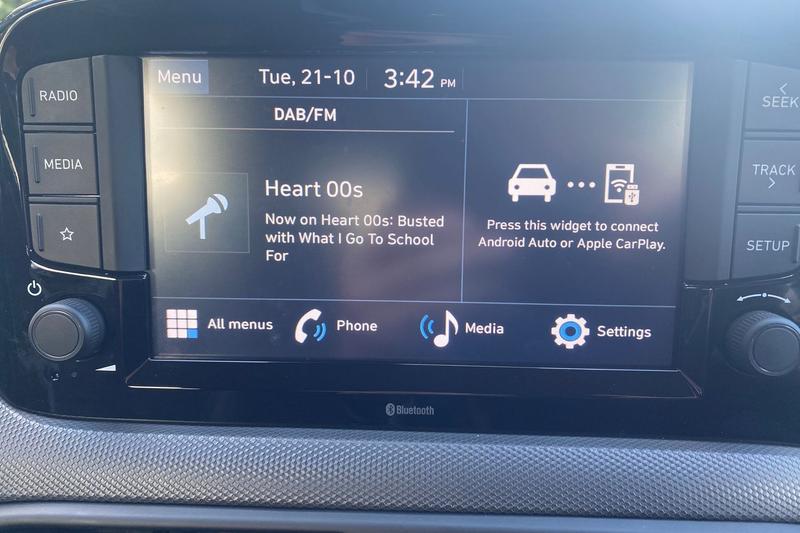 RADIO
MEDIA
Menu
Tue, 21-10
3:42 PM
DAB/FM
Heart 00s
Now on Heart 00s: Busted
with What I Go To School
For
Press this widget to connect
Android Auto or Apple CarPlay.
All menus
Phone
Media
Settings
SEEK
TRACK
SETUP
Bluetooth